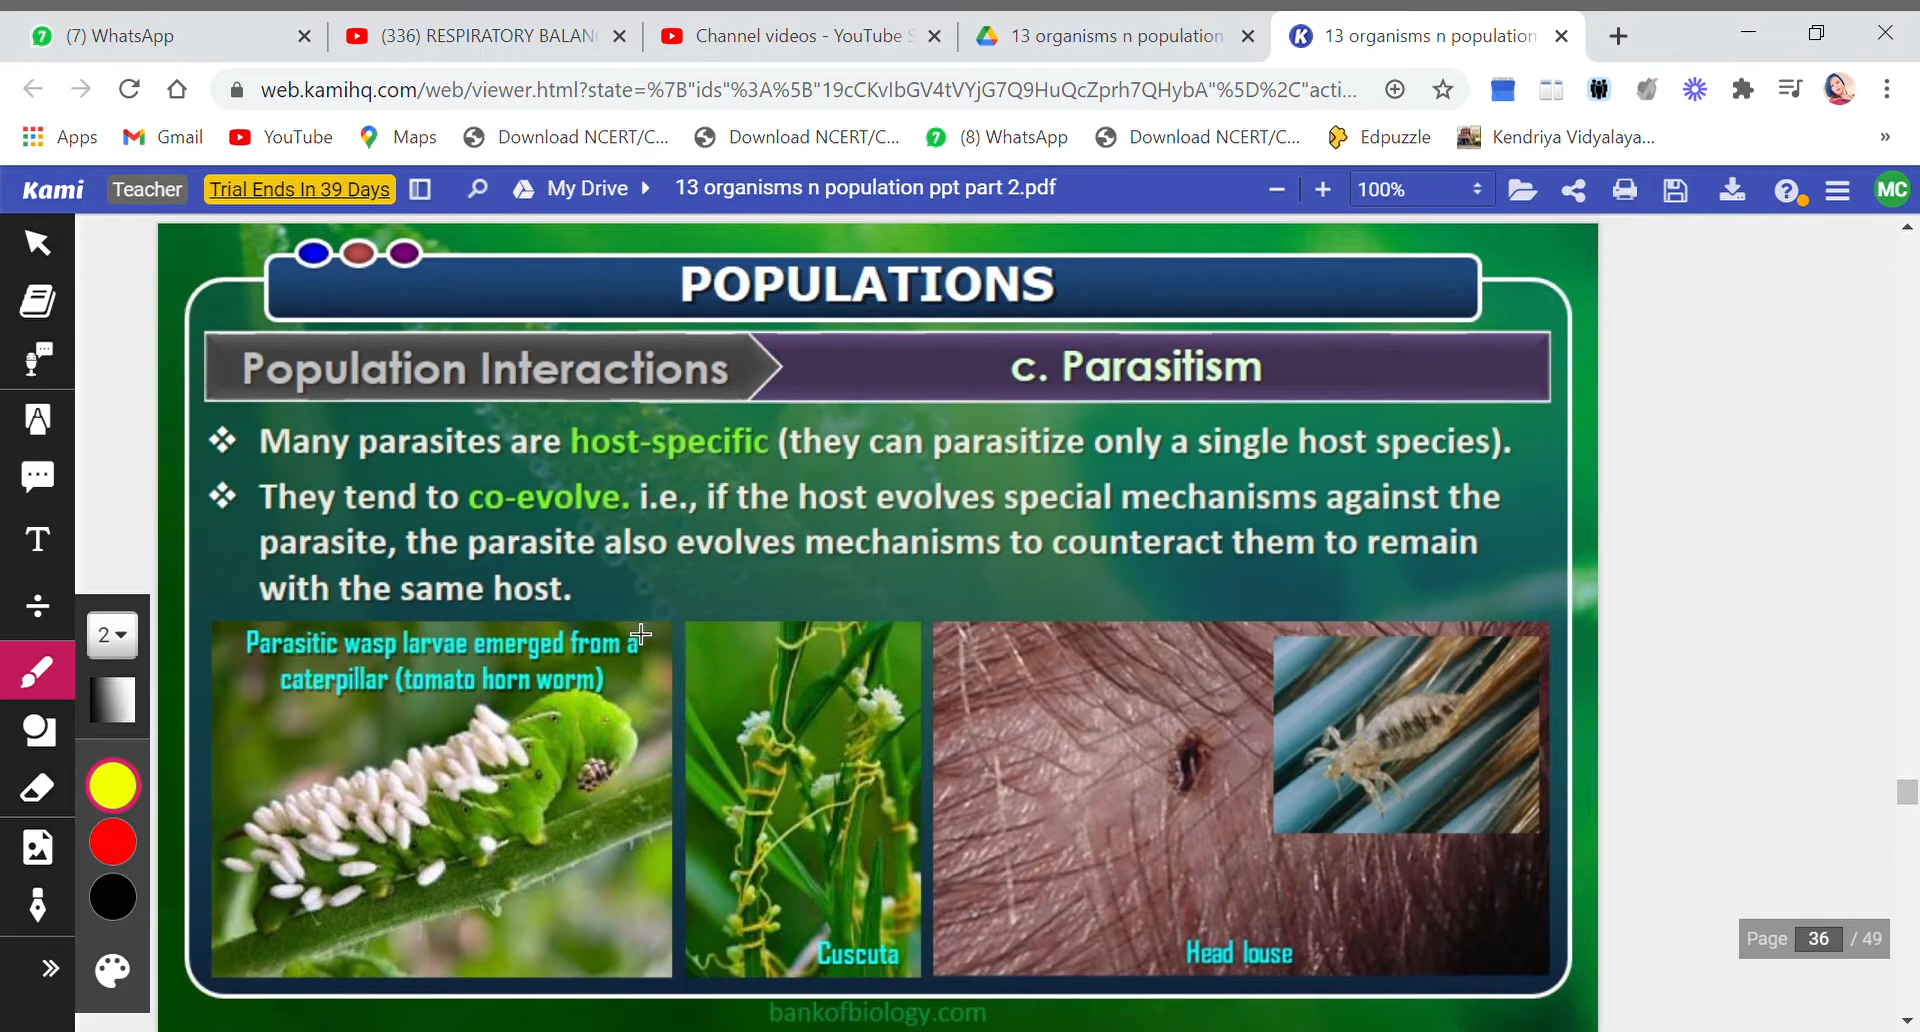 (7) WhatsApp
(336) RESPIRATORY BALAN
Channel videos - YouTube S
13 organisms n population
13 organisms n population
web.kamihq.com/web/viewer.html?state=%7B"ids"%3A%5B"19cCKvIbGV4tVYjG7Q9HuQcZprh7QHybA"%5D%2C"acti...
Apps
Gmail
YouTube
Maps
Download NCERT/C...
Download NCERT/C...
(8) WhatsApp
Download NCERT/C...
Edpuzzle
Kendriya Vidyalaya...
Kami
Teacher
Trial Ends In 39 Days
My Drive
13 organisms n population ppt part 2.pdf
100%
MC
POPULATIONS
Population Interactions
c. Parasitism
❖ Many parasites are host-specific (they can parasitize only a single host species).
❖ They tend to co-evolve. i.e., if the host evolves special mechanisms against the
parasite, the parasite also evolves mechanisms to counteract them to remain
with the same host.
2
Parasitic wasp larvae emerged from a
caterpillar (tomato horn worm)
Cuscuta
Head louse
Page 36 / 49
bankofbiology.com